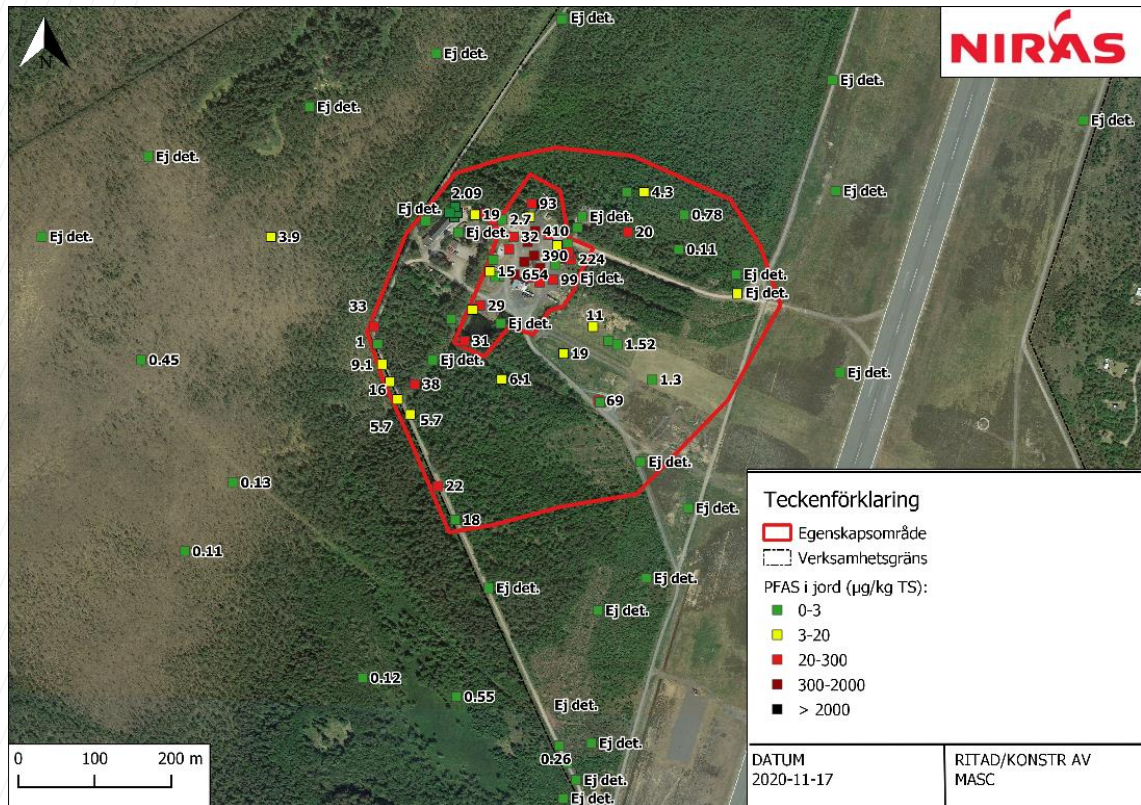 N
NIRAS
Ej det.
Ej det.
Ej det.
Ej det.
Ej det.
Ej det.
Ej det.
2.09
93
4.3
Ej det.
19
2.7
Ej det.
0.78
Ej det.
32
410
20
Ej det.
3.9
0.11
390
224
15
654
99
Ej det.
Ej det.
Ej det.
29
33
Ej det.
11
1
31
1.52
0.45
Ej det.
19
9.1
Ej det.
16
38
6.1
1.3
5.7
5.7
69
Ej det.
0.13
22
Ej det.
18
0.11
Ej det.
Ej det.
Ej det.
0.12
0.55
Ej det.
0.26
Ej det.
Ej det.
Ej det.
0 100 200 m
Teckenförklaring
Egenskapsområde
Verksamhetsgräns
PFAS i jord (µg/kg TS):
0-3
3-20
20-300
300-2000
> 2000
DATUM
2020-11-17
RITAD/KONSTR AV
MASC